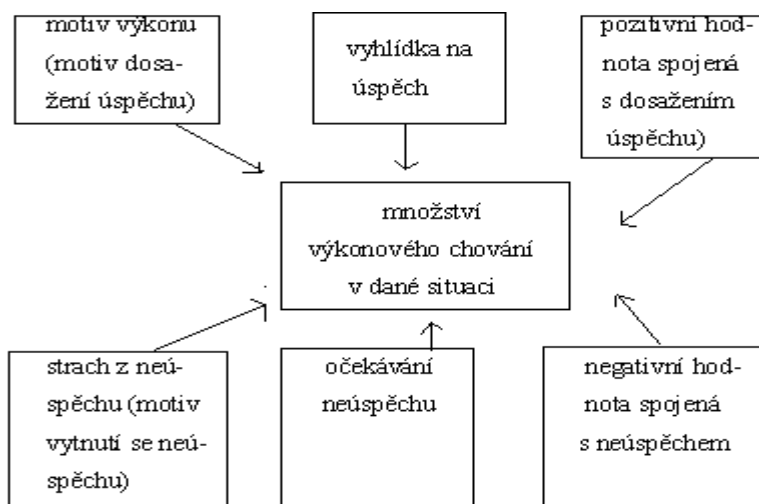 motiv výkonu
(motiv dosa-
žení úspěchu)
vyhlídka na
úspěch
pozitivní hod-
nota spojená
s dosažením
úspěchu)
množství
výkonového chování
v dané situaci
strach z neú-
spěchu (motiv
vytnutí se neú-
spěchu)
očekávání
neúspěchu
negativní hod-
nota spojená
s neúspěchem